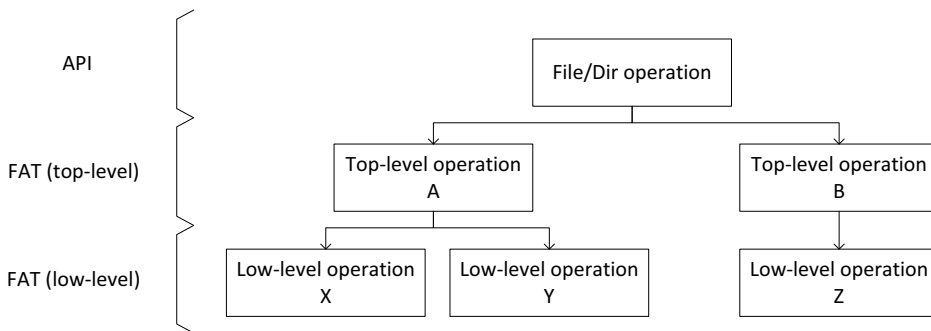 API
File/Dir operation
FAT (top-level)
Top-level operation
A
Top-level operation
B
FAT (low-level)
Low-level operation
X
Low-level operation
Y
Low-level operation
Z